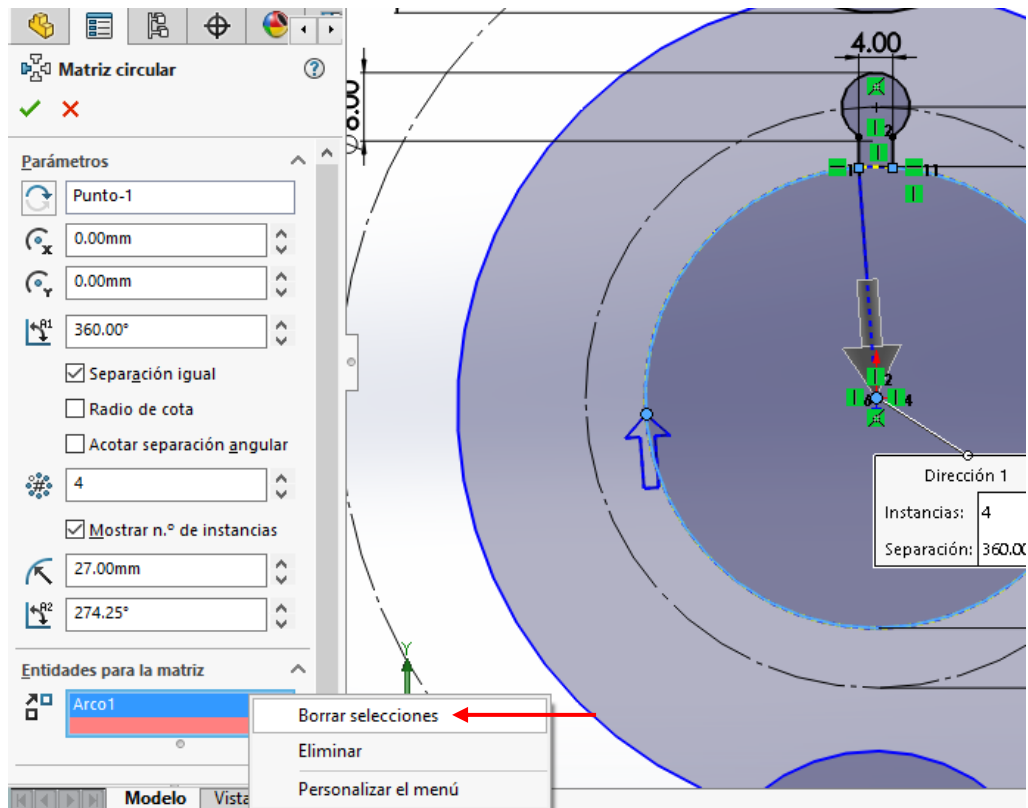 Matriz circular
Parámetros
Punto-1
0.00mm
0.00mm
360.00°
Separación igual
Radio de cota
Acotar separación angular
4
Mostrar n.º de instancias
27.00mm
274.25°
Entidades para la matriz
Arco1
Borrar selecciones
Eliminar
Personalizar el menú
Modelo
Vista
4.00
8.00
2
1
11
2
6
4
Dirección 1
Instancias: 4
Separación: 360.00
Y